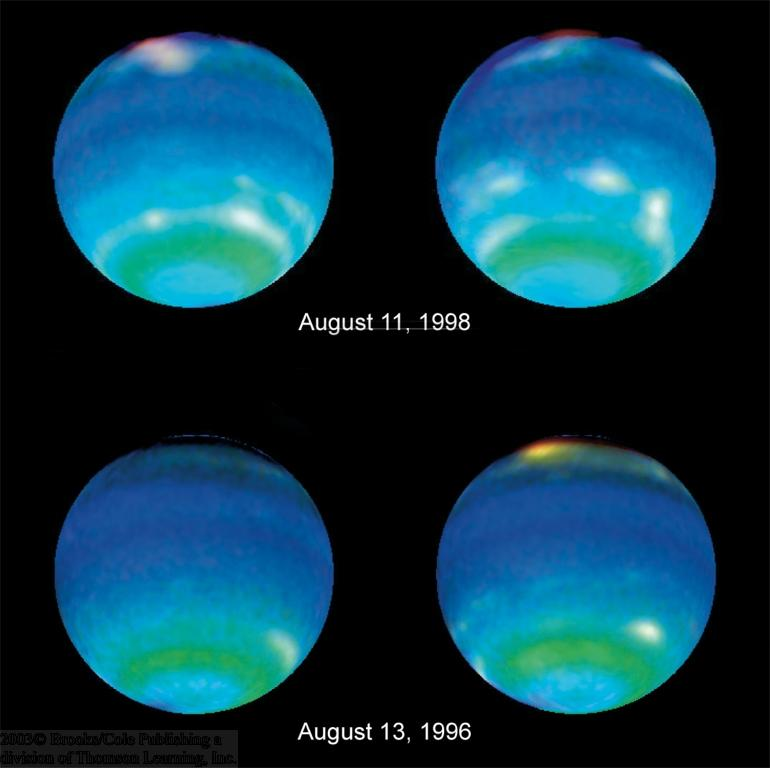 August 11, 1998
August 13, 1996
2003© Brooks/Cole Publishing a
division of Thomson Learning, Inc.